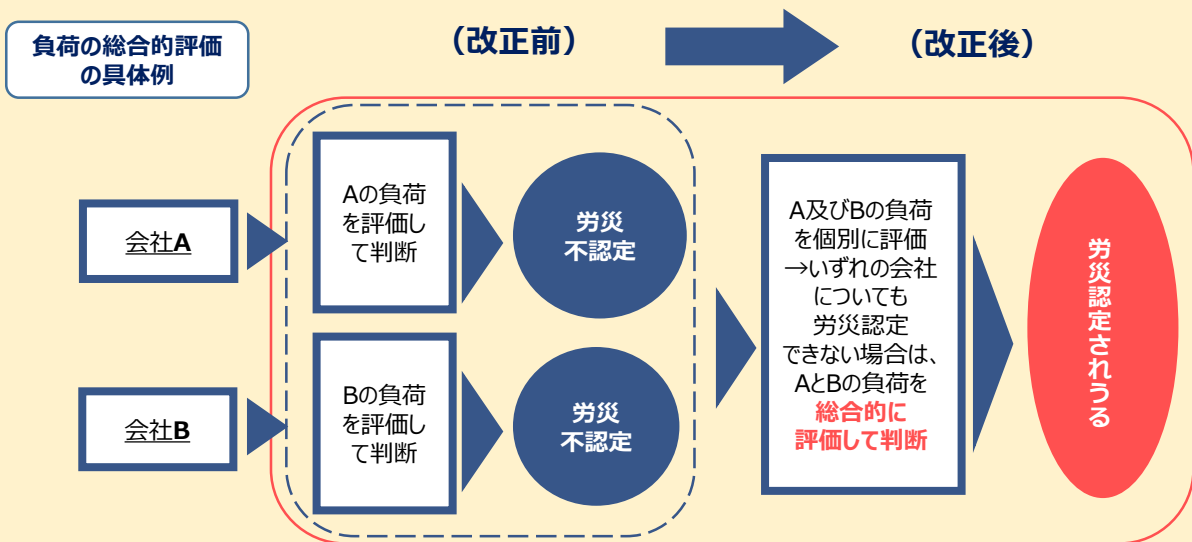 負荷の総合的評価
の具体例
（改正前）
（改正後）
会社A
Aの負荷
を評価し
て判断
労災
不認定
会社B
Bの負荷
を評価し
て判断
労災
不認定
A及びBの負荷
を個別に評価
→いずれの会社
についても
労災認定
できない場合は、
AとBの負荷を
総合的に
評価して判断
労災認定されうる